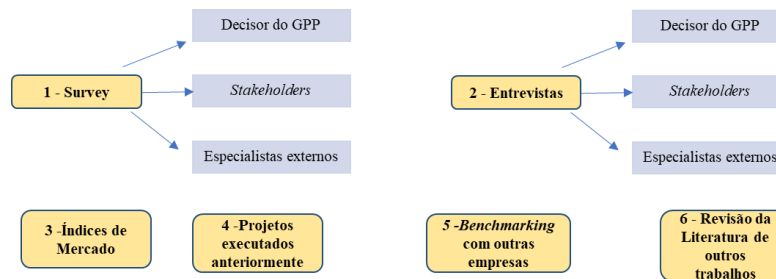 Decisor do GPP
1 - Survey
Stakeholders
Especialistas externos
Decisor do GPP
2 - Entrevistas
Stakeholders
Especialistas externos
3 -Índices de
Mercado
4 -Projetos
executados
anteriormente
5 -Benchmarking
com outras
empresas
6 - Revisão da
Literatura de
outros
trabalhos